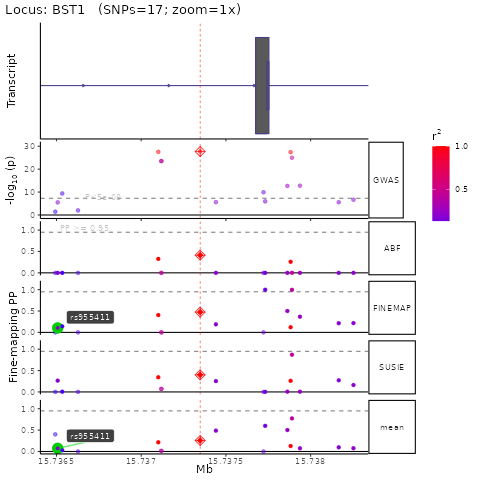 Locus: BST1 (SNPs=17; zoom=1x)
Transcript
-log10 (p)
30
20
10
0
P<5e-08
GWAS
r2
1.0
0.5
Fine-mapping PP
1.0
0.5
0.0
PP >= 0.95
ABF
1.0
0.5
0.0
rs955411
FINEMAP
1.0
0.5
0.0
SUSIE
1.0
0.5
0.0
rs955411
mean
15.7365 15.737 15.7375 15.738
Mb